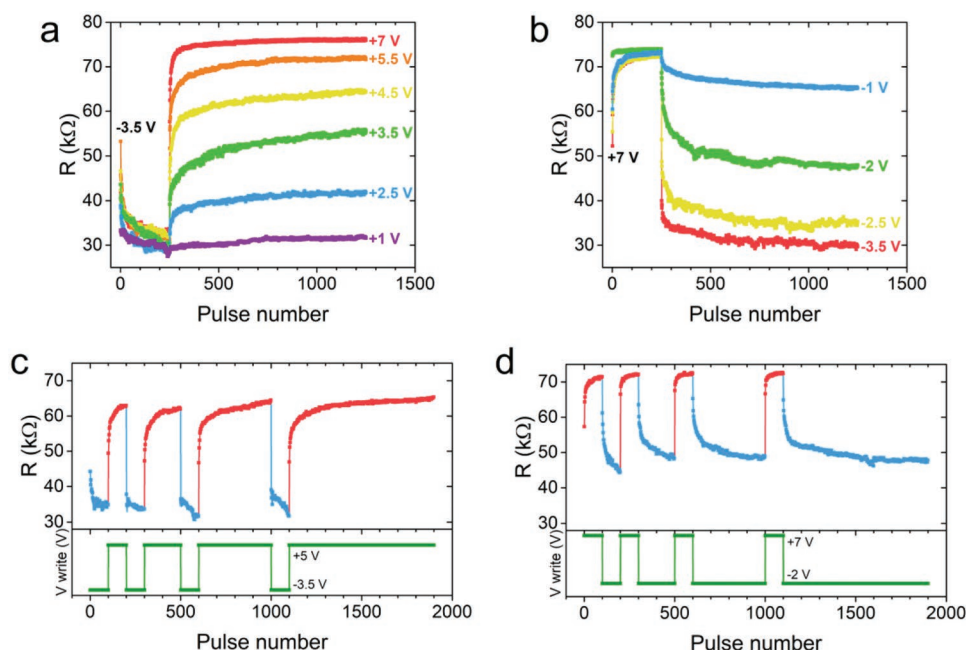 a
80
70
60
50
40
30
R (kΩ)
-3.5 V
+7 V
+5.5 V
+4.5 V
+3.5 V
+2.5 V
+1 V
0 500 1000 1500
Pulse number
b
80
70
60
50
40
30
R (kΩ)
+7 V
-1 V
-2 V
-2.5 V
-3.5 V
0 500 1000 1500
Pulse number
c
70
60
50
40
30
R (kΩ)
V write (V)
+5 V
-3.5 V
0 500 1000 1500 2000
Pulse number
d
70
60
50
40
30
R (kΩ)
V write (V)
+7 V
-2 V
0 500 1000 1500 2000
Pulse number